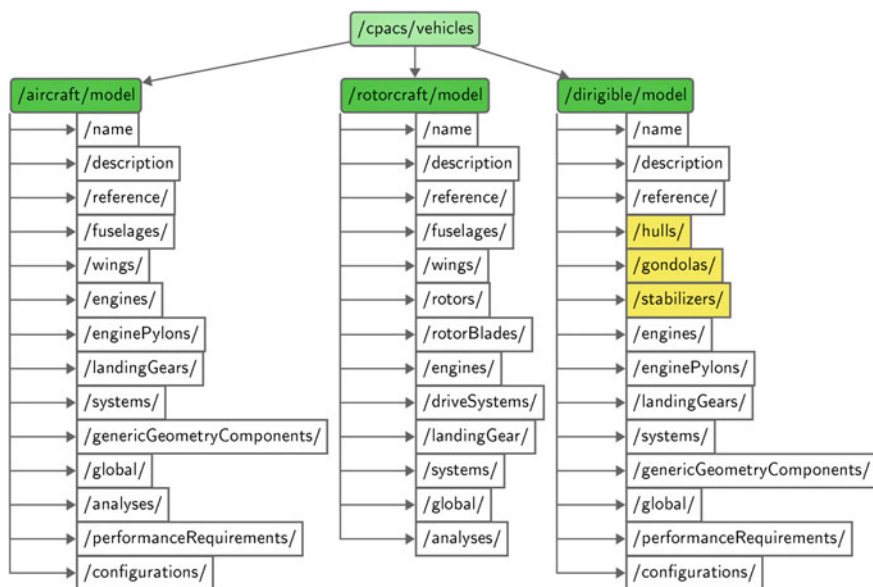 /cpacs/vehicles
/aircraft/model
/name
/description
/reference/
/fuselages/
/wings/
/engines/
/enginePylons/
/landingGears/
/systems/
/genericGeometryComponents/
/global/
/analyses/
/performanceRequirements/
/configurations/
/rotorcraft/model
/name
/description
/reference/
/fuselages/
/wings/
/rotors/
/rotorBlades/
/engines/
/driveSystems/
/landingGear/
/systems/
/global/
/analyses/
/dirigible/model
/name
/description
/reference/
/hulls/
/gondolas/
/stabilizers/
/engines/
/enginePylons/
/landingGears/
/systems/
/genericGeometryComponents/
/global/
/performanceRequirements/
/configurations/